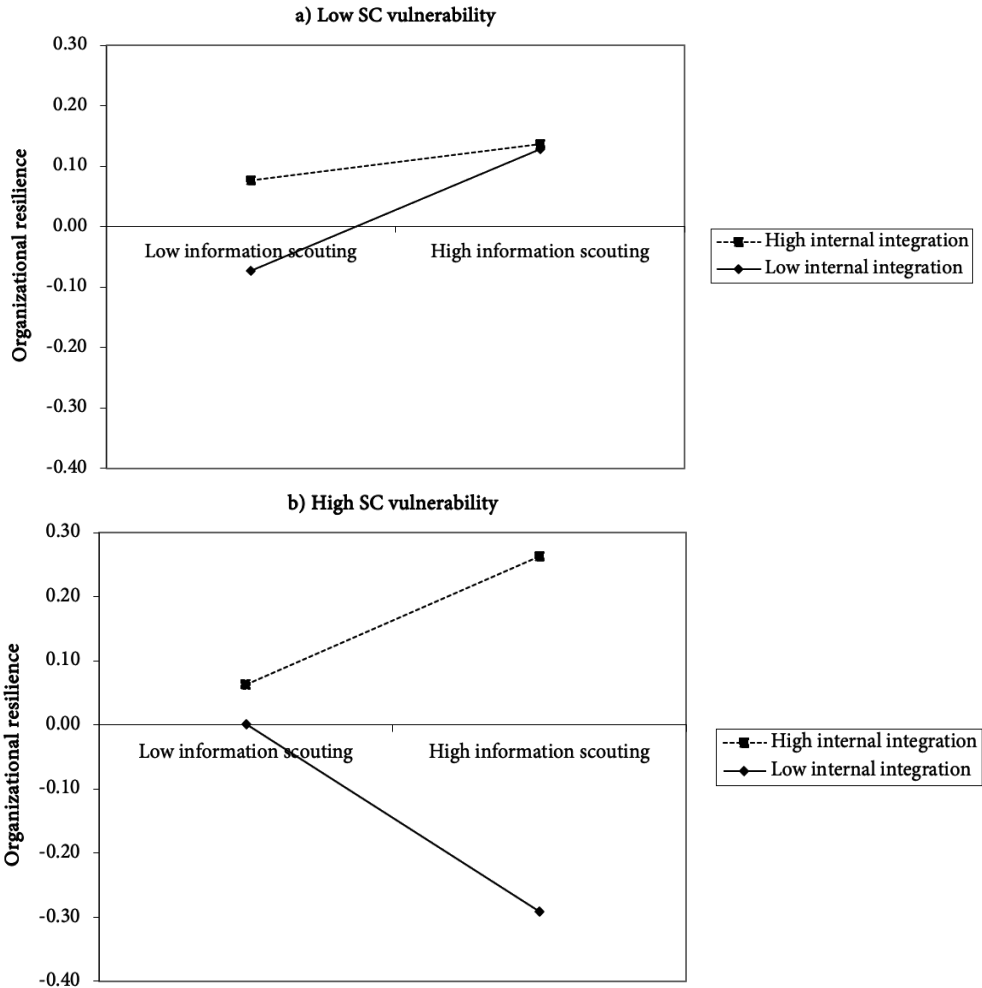 a) Low SC vulnerability
0.30
0.20
0.10
0.00
-0.10
-0.20
-0.30
-0.40
Organizational resilience
Low information scouting
High information scouting
High internal integration
Low internal integration
b) High SC vulnerability
0.30
0.20
0.10
0.00
-0.10
-0.20
-0.30
-0.40
Organizational resilience
Low information scouting
High information scouting
High internal integration
Low internal integration